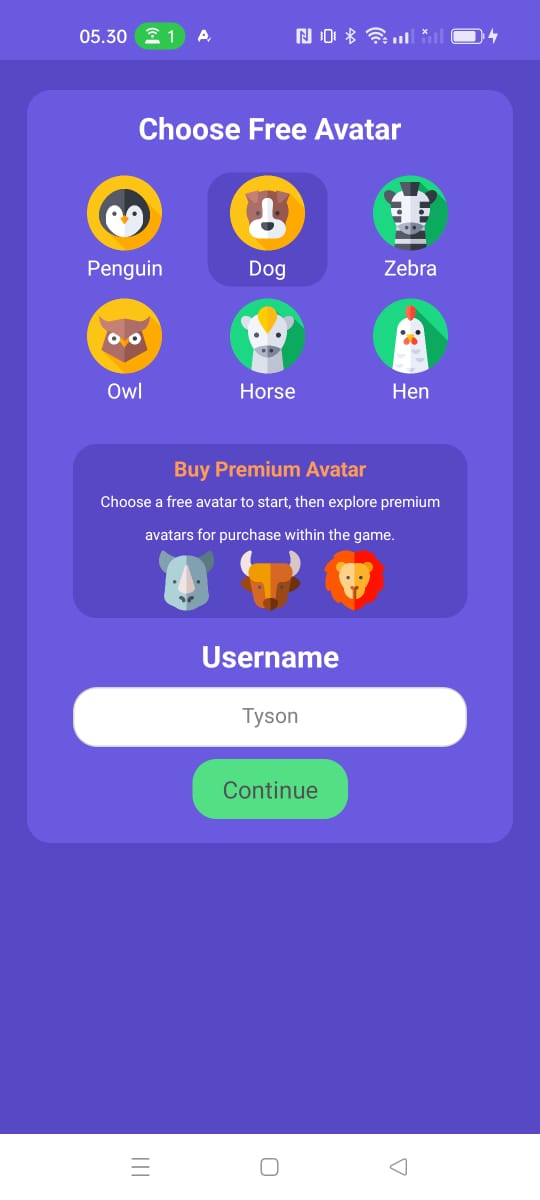 05.30 1
Choose Free Avatar
Penguin Dog Zebra
Owl Horse Hen
Buy Premium Avatar
Choose a free avatar to start, then explore premium
avatars for purchase within the game.
Username
Tyson
Continue